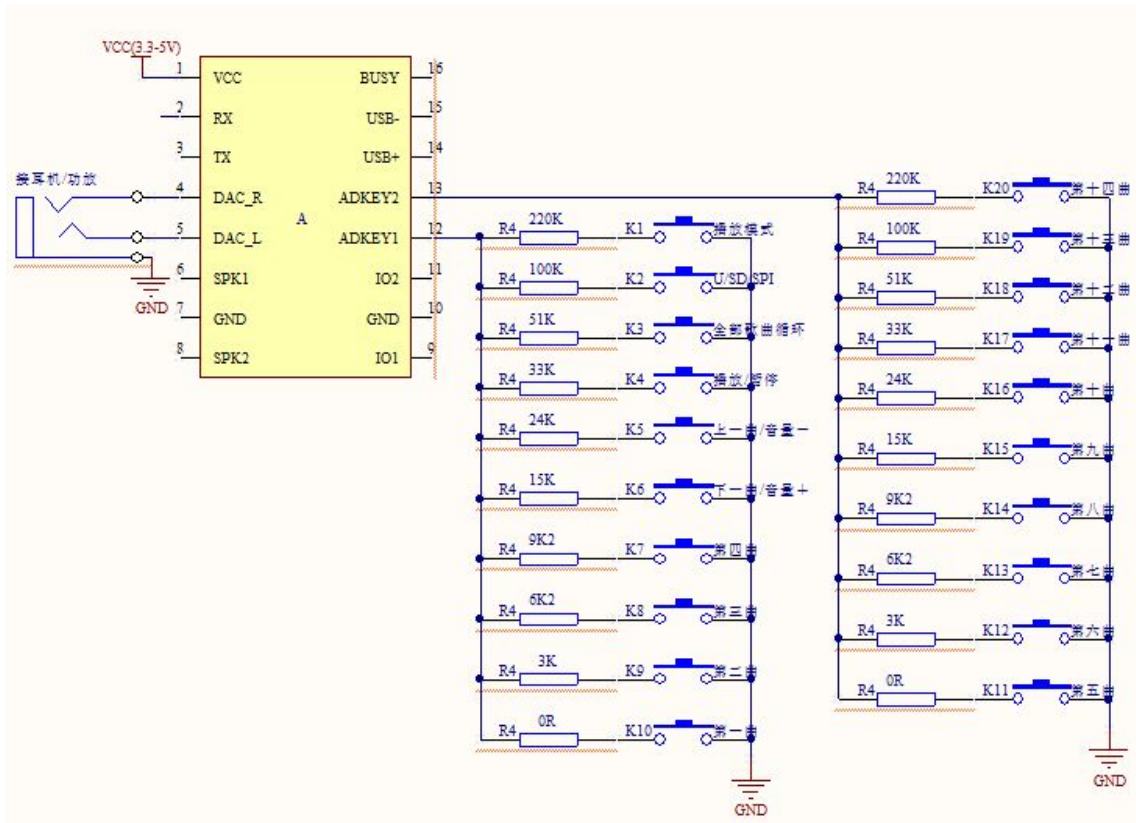 VCC(3.3-5V)
1 VCC BUSY 16
2 RX USB- 15
3 TX USB+ 14
接耳机/功放
4 DAC_R ADKEY2 13
A
5 DAC_L ADKEY1 12
6 SPK1 IO2 11
GND
7 GND GND 10
8 SPK2 IO1 9
R4 220K K1 播放模式
R4 100K K2 U/SD/SPI
R4 51K K3 全部歌曲循环
R4 33K K4 播放/暂停
R4 24K K5 上一曲/音量-
R4 15K K6 下一曲/音量+
R4 9K2 K7 第四曲
R4 6K2 K8 第三曲
R4 3K K9 第二曲
R4 0R K10 第一曲
GND
R4 220K K20 第十四曲
R4 100K K19 第十三曲
R4 51K K18 第十二曲
R4 33K K17 第十一曲
R4 24K K16 第十曲
R4 15K K15 第九曲
R4 9K2 K14 第八曲
R4 6K2 K13 第七曲
R4 3K K12 第六曲
R4 0R K11 第五曲
GND